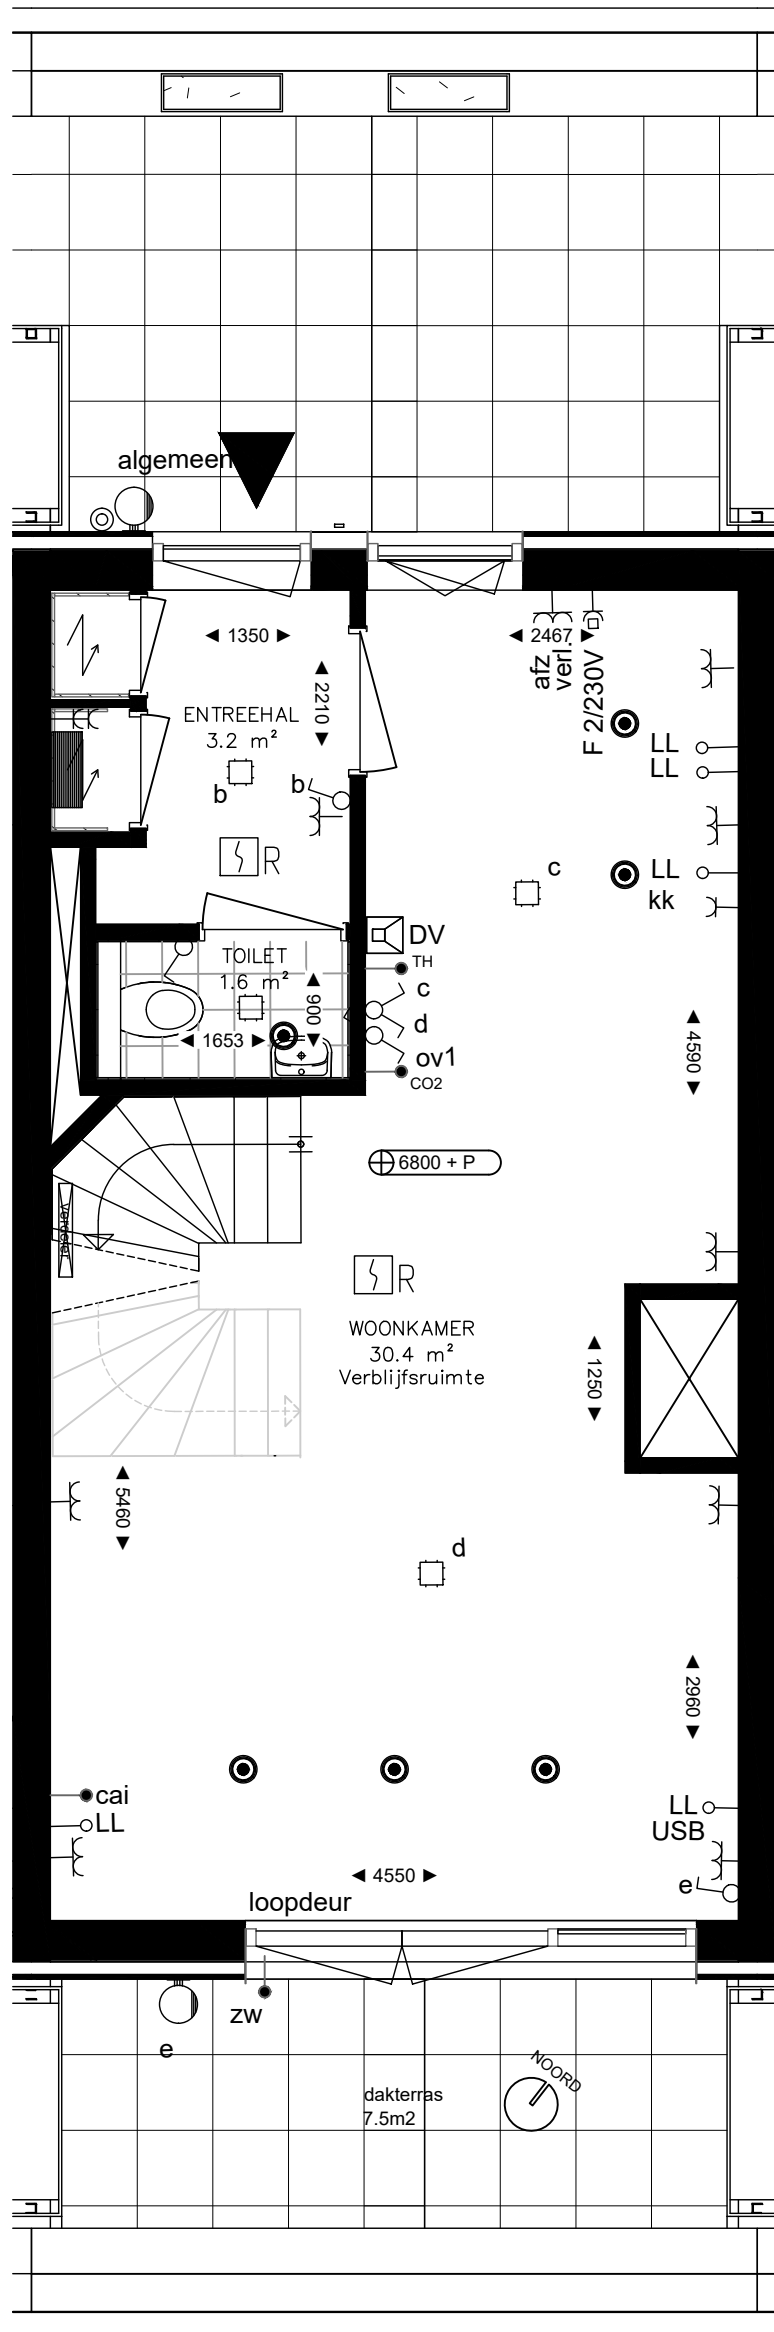 algemeen
1350
2467
afz
verl.
F 2/230V
2210
ENTREEHAL
3.2 m²
LL
LL
b
b
R
c
LL
kk
DV
TH
TOILET
1.6 m²
900
1653
c
d
ov1
CO2
4590
6800 + P
Verdeler
R
WOONKAMER
30.4 m²
Verblijfsruimte
1250
5460
d
2960
cai
LL
LL
USB
4550
e
loopdeur
zw
e
NOORD
dakterras
7.5m2